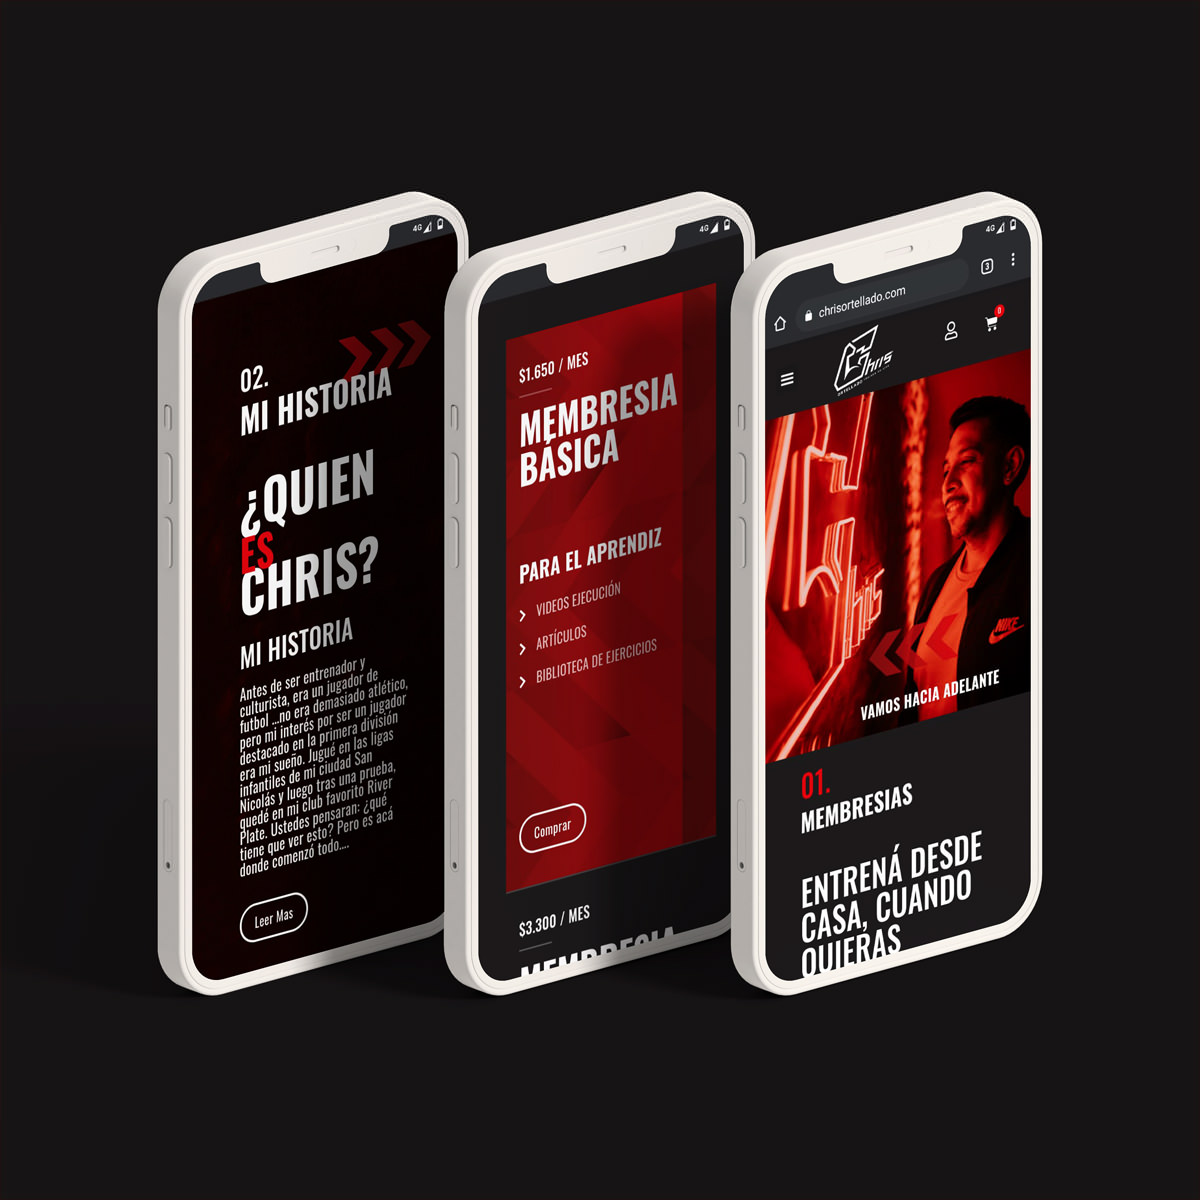 4G
02.
MI HISTORIA
¿QUIEN
ES
CHRIS?
MI HISTORIA
Antes de ser entrenador y
culturista, era un jugador de
futbol ...no era demasiado atlético,
pero mi interés por ser un jugador
destacado en la primera división
era mi sueño. Jugué en las ligas
infantiles de mi ciudad San
Nicolás y luego tras una prueba,
quedé en mi club favorito River
Plate. Ustedes pensaran: ¿qué
tiene que ver esto? Pero es acá
donde comenzó todo....
Leer Mas
4G
$1.650 / MES
MEMBRESIA
BÁSICA
PARA EL APRENDIZ
VIDEOS EJECUCIÓN
ARTÍCULOS
BIBLIOTECA DE EJERCICIOS
Comprar
$3.300 / MES
MEMBRESIA
4G
chrisortellado.com
3
0
Chris
ORTELLADO
Chris
NIKE
VAMOS HACIA ADELANTE
01.
MEMBRESIAS
ENTRENÁ DESDE
CASA, CUANDO
QUIERAS